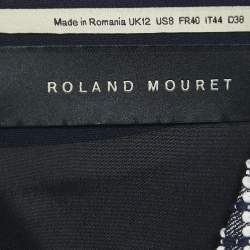 Made in Romania UK12 US8 FR40 IT44 D38
ROLAND MOURET